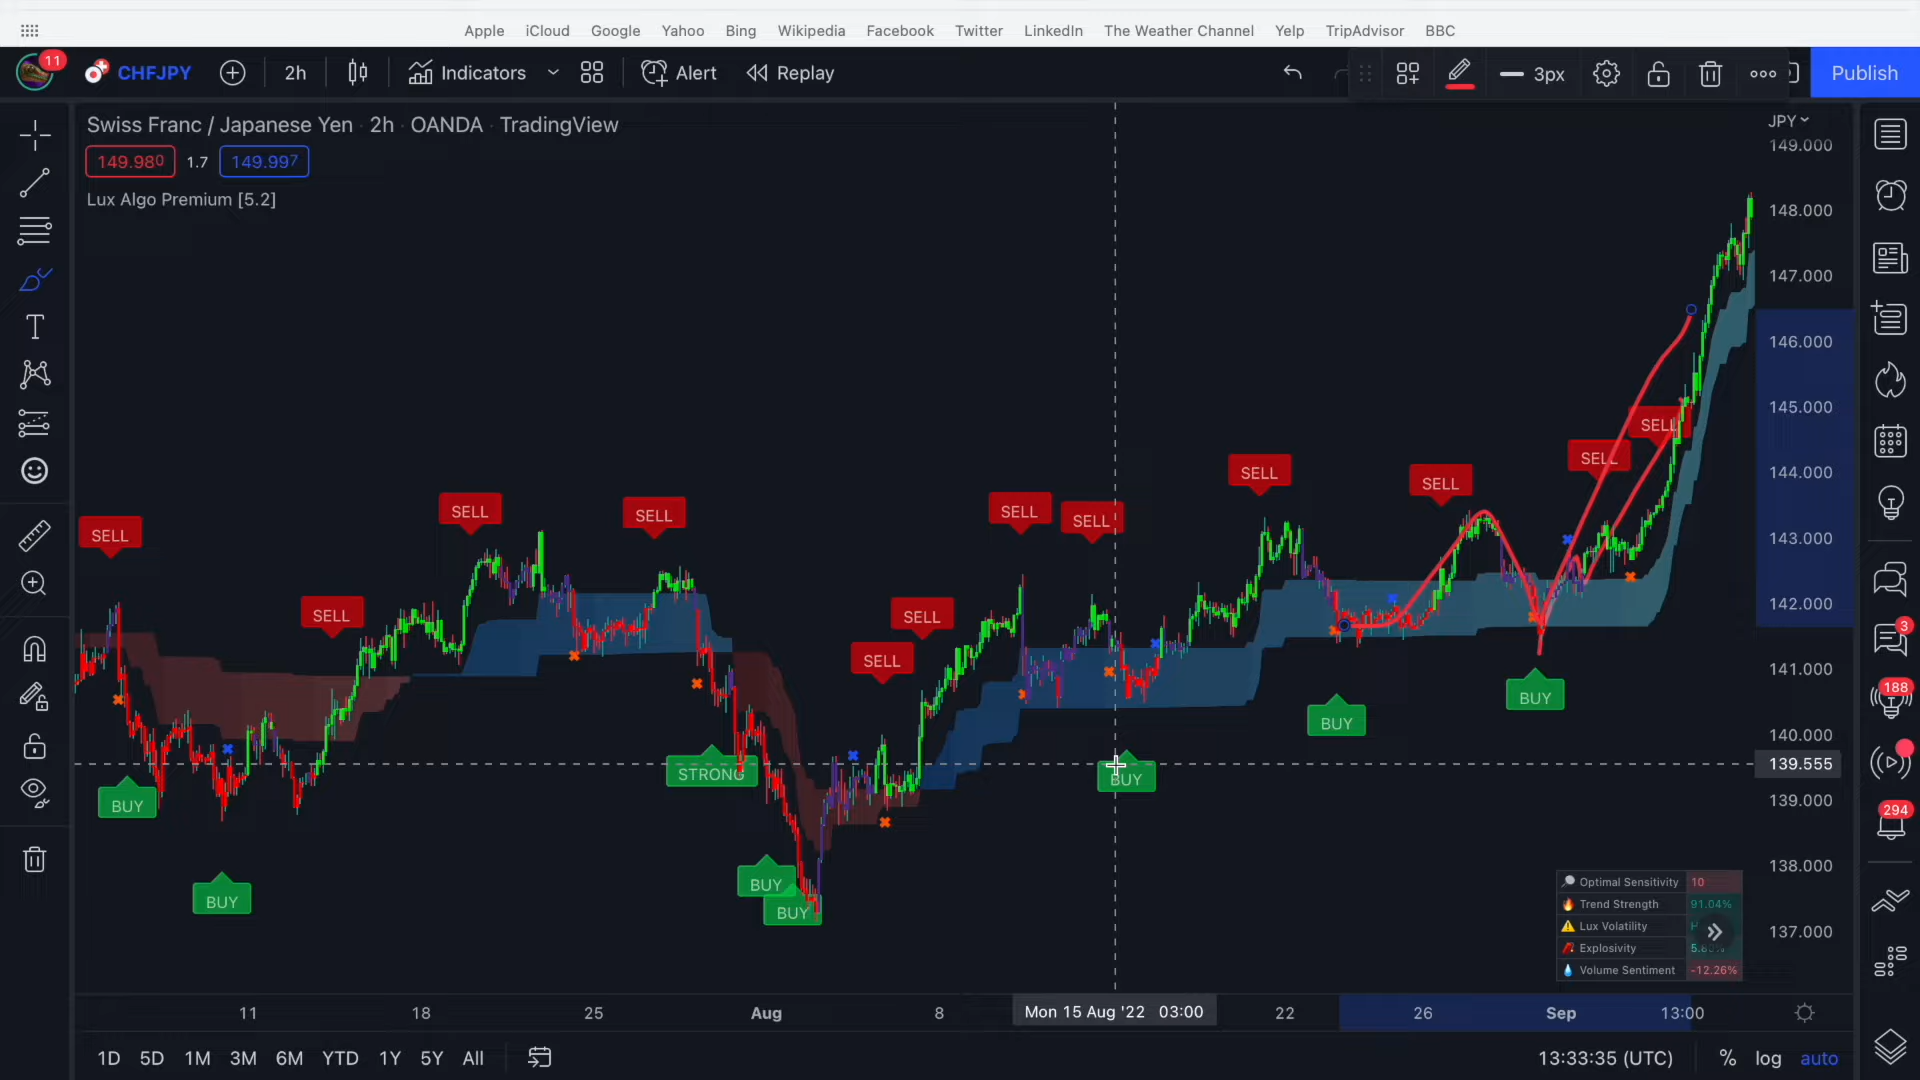 Apple iCloud Google Yahoo Bing Wikipedia Facebook Twitter LinkedIn The Weather Channel Yelp TripAdvisor BBC
11 CHFJPY 2h Indicators Alert Replay 3px Publish
Swiss Franc / Japanese Yen · 2h · OANDA · TradingView
JPY
149.980 1.7 149.997
149.000
Lux Algo Premium [5.2]
148.000
147.000
146.000
145.000
SELL
144.000
SELL
SELL
SELL
SELL
SELL
SELL
SELL
SELL
143.000
SELL
SELL
SELL
SELL
142.000
3
141.000
188
BUY
BUY
140.000
139.555
STRONG
BUY
BUY
139.000
294
138.000
BUY
BUY
BUY
137.000
Optimal Sensitivity 10
Trend Strength 91.04%
Lux Volatility
Explosivity
Volume Sentiment -12.26%
11 18 25 Aug 8 Mon 15 Aug '22 03:00 22 26 Sep 13:00
1D 5D 1M 3M 6M YTD 1Y 5Y All 13:33:35 (UTC) % log auto